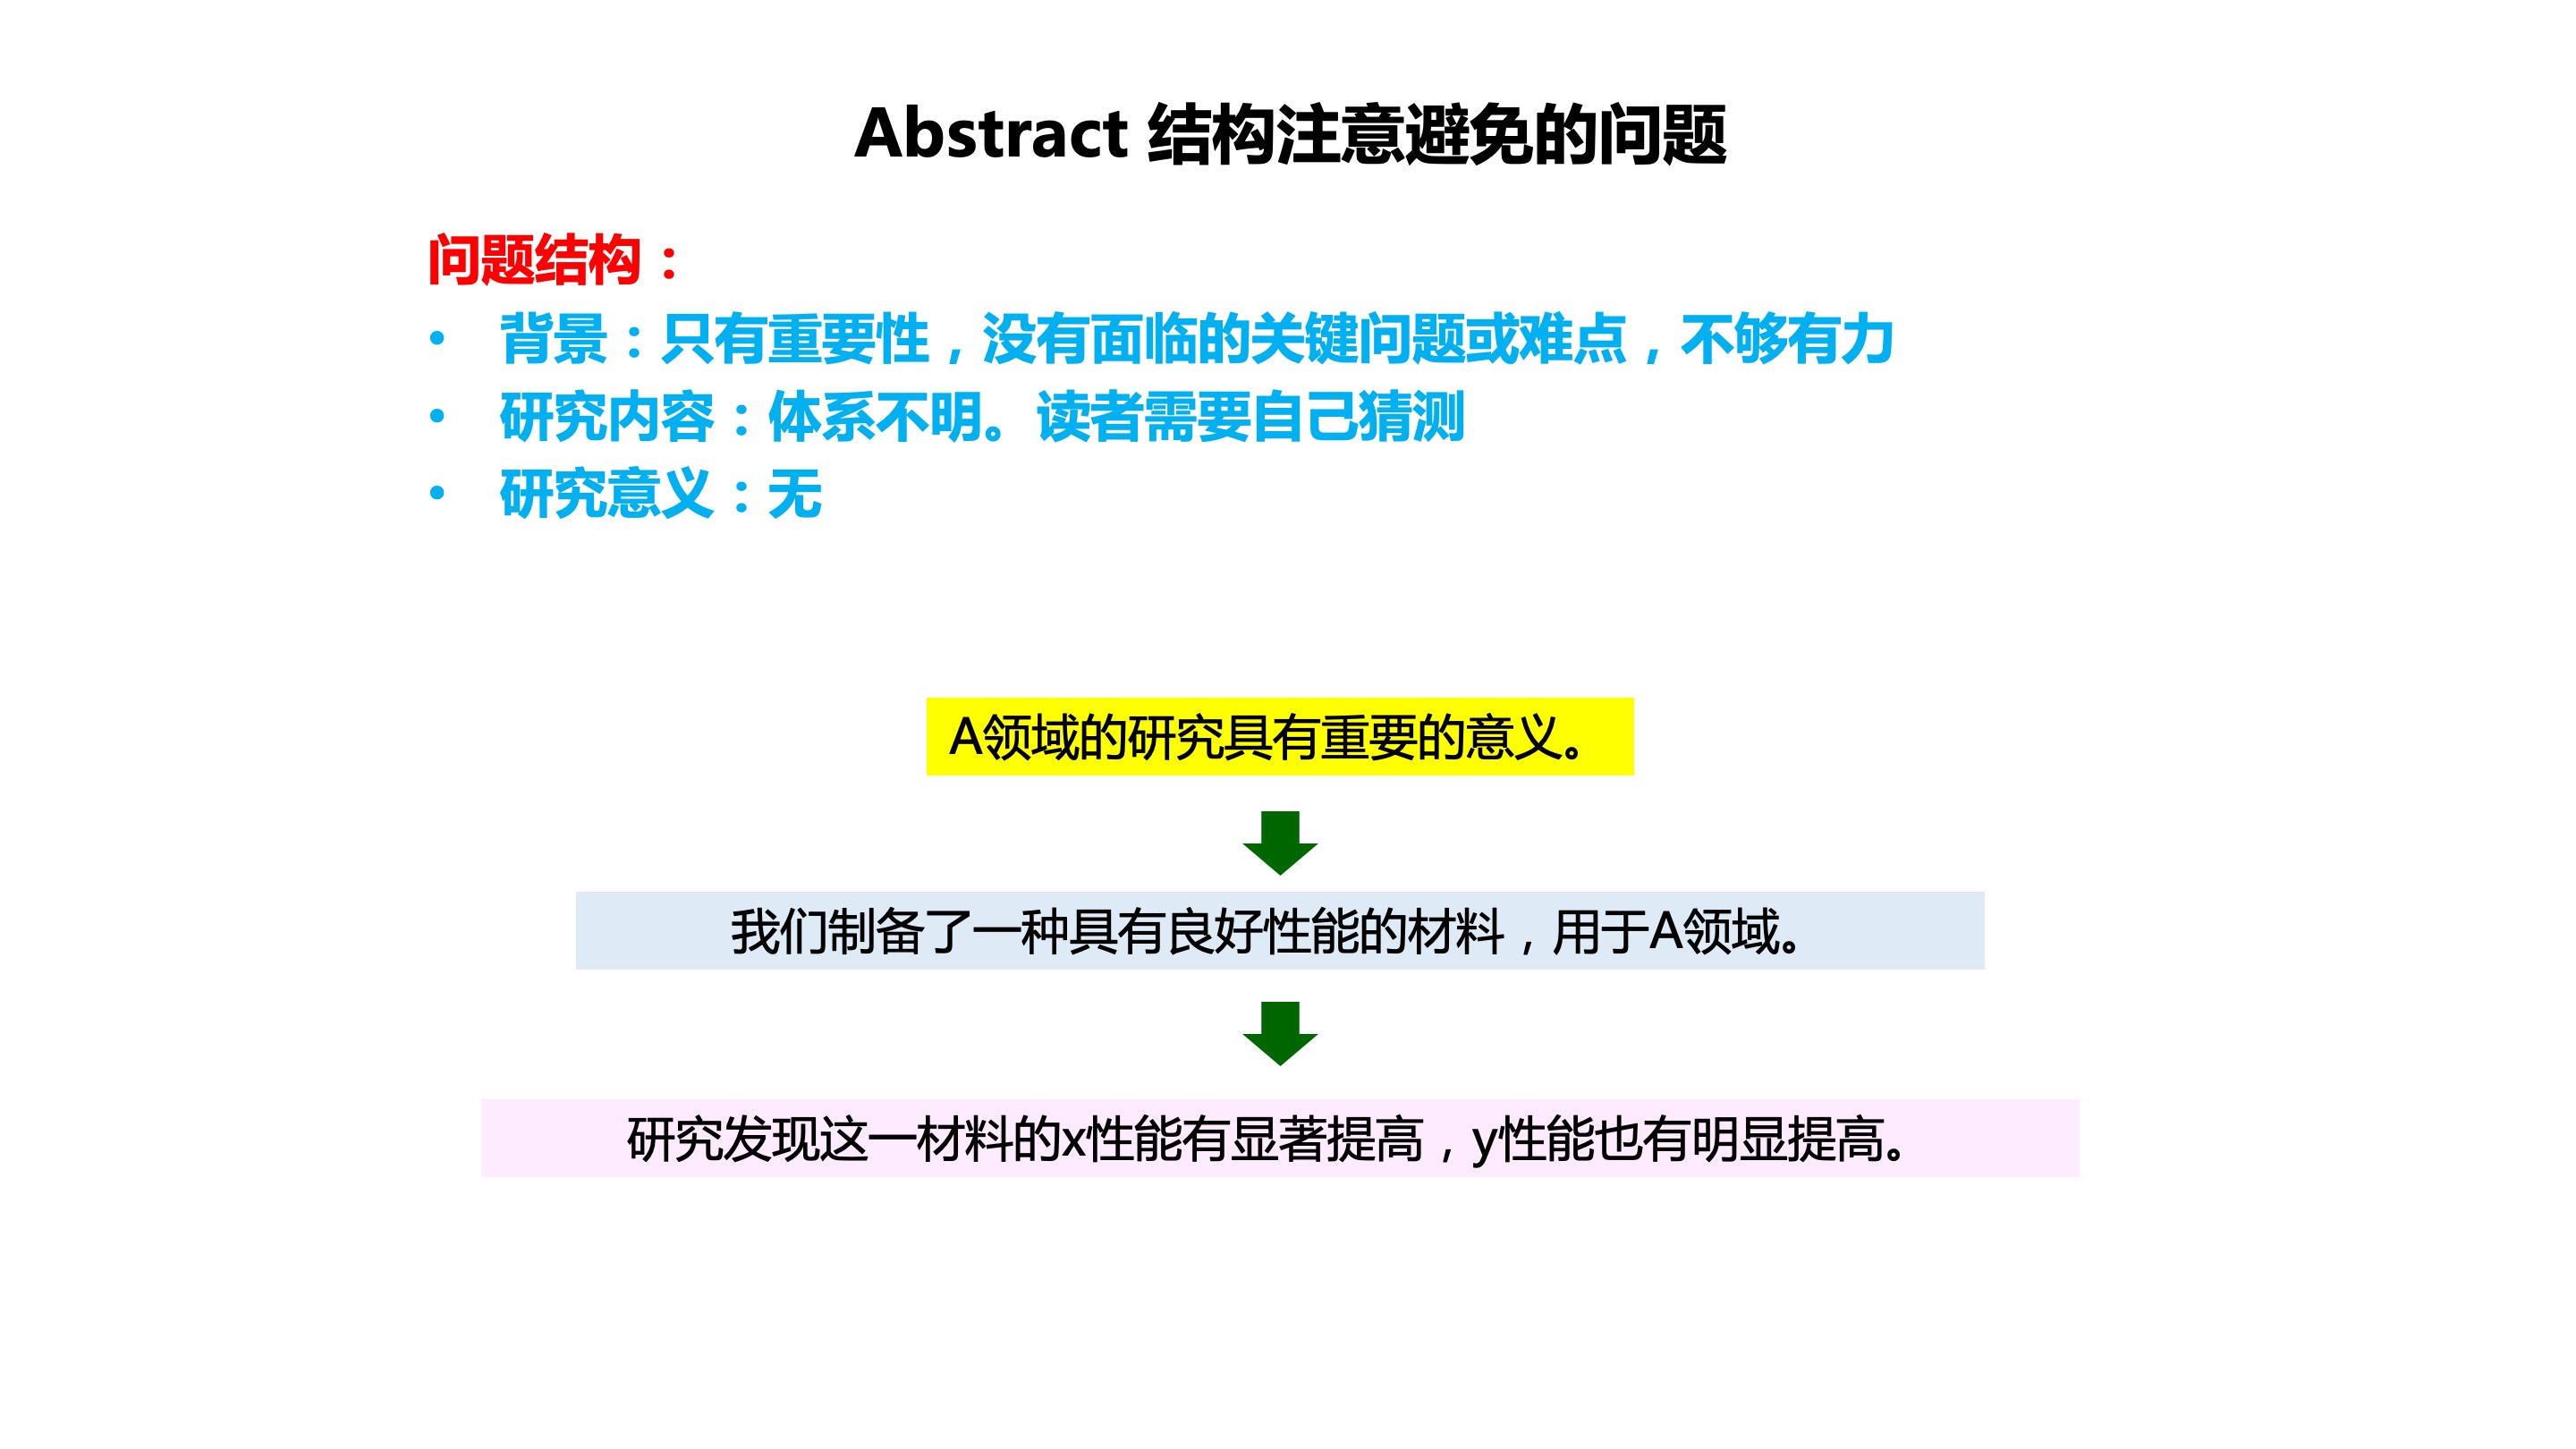 Abstract 结构注意避免的问题
问题结构：
• 背景：只有重要性，没有面临的关键问题或难点，不够有力
• 研究内容：体系不明。读者需要自己猜测
• 研究意义：无
A领域的研究具有重要的意义。
我们制备了一种具有良好性能的材料，用于A领域。
研究发现这一材料的x性能有显著提高，y性能也有明显提高。